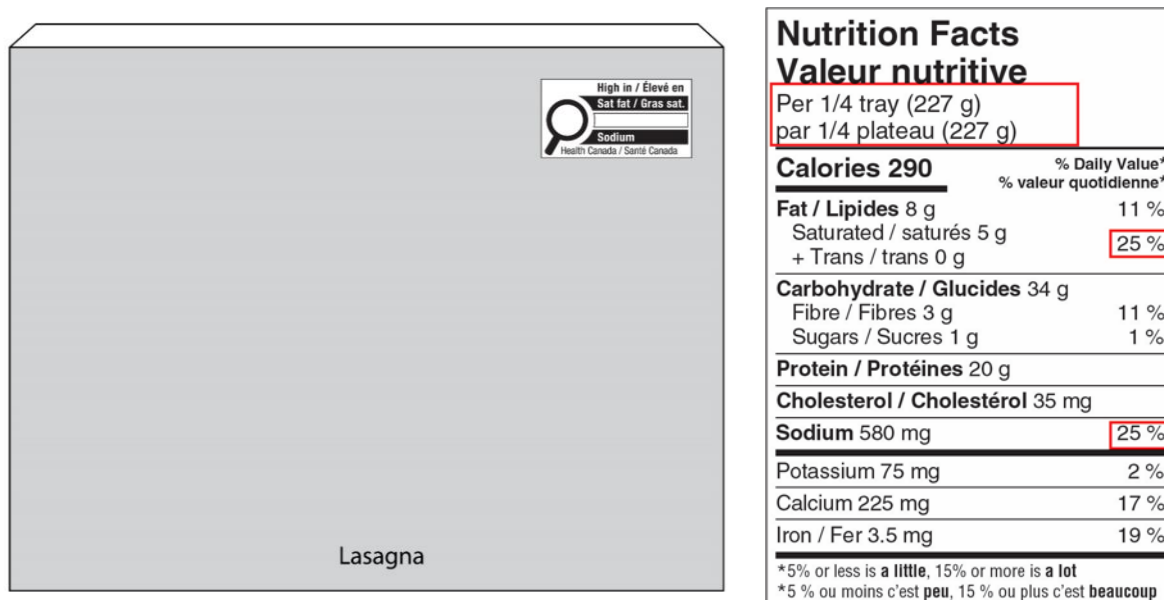 High in / Élevé en
Sat fat / Gras sat.
Sodium
Health Canada / Santé Canada
Lasagna
Nutrition Facts
Valeur nutritive
Per 1/4 tray (227 g)
par 1/4 plateau (227 g)
Calories 290
% Daily Value*
% valeur quotidienne*
Fat / Lipides 8 g 11 %
Saturated / saturés 5 g
+ Trans / trans 0 g
25 %
Carbohydrate / Glucides 34 g
Fibre / Fibres 3 g 11 %
Sugars / Sucres 1 g 1 %
Protein / Protéines 20 g
Cholesterol / Cholestérol 35 mg
Sodium 580 mg 25 %
Potassium 75 mg 2 %
Calcium 225 mg 17 %
Iron / Fer 3.5 mg 19 %
*5% or less is a little, 15% or more is a lot
*5 % ou moins c'est peu, 15 % ou plus c'est beaucoup